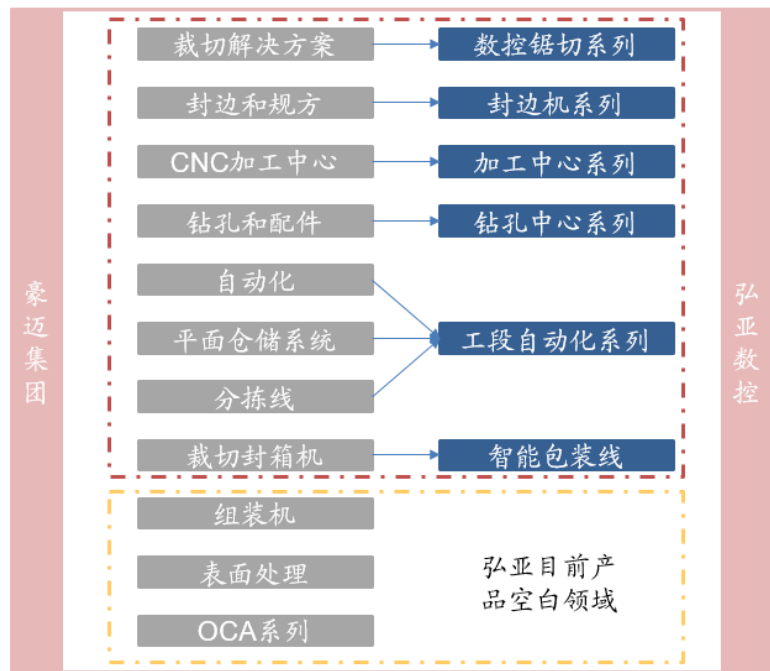 豪迈集团
裁切解决方案
数控锯切系列
封边和规方
封边机系列
CNC加工中心
加工中心系列
钻孔和配件
钻孔中心系列
自动化
平面仓储系统
工段自动化系列
分拣线
裁切封箱机
智能包装线
组装机
表面处理
OCA系列
弘亚目前产
品空白领域
弘亚数控